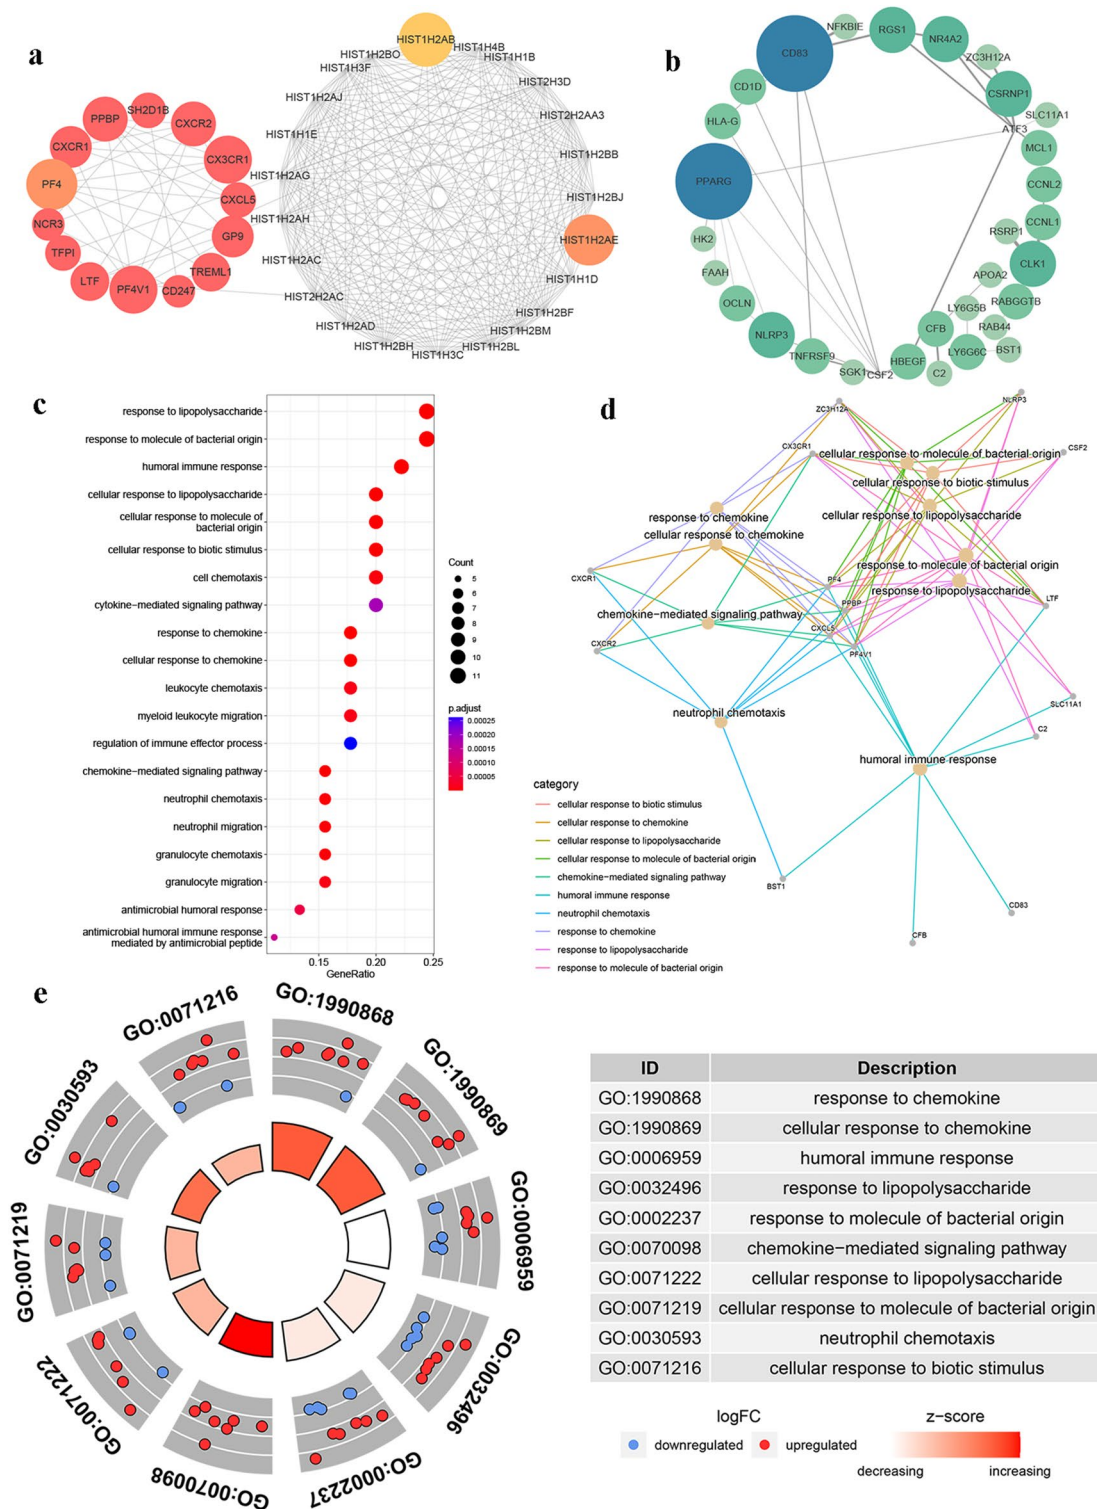 a
HIST1H2AB
HIST1H2BO
HIST1H4B
HIST1H3F
HIST1H1B
HIST2H3D
HIST1H2AJ
HIST2H2AA3
HIST1H1E
HIST1H2BB
HIST1H2AG
HIST1H2BJ
HIST1H2AH
HIST1H2AE
HIST1H2AC
HIST1H1D
HIST2H2AC
HIST1H2BF
HIST1H2AD
HIST1H2BM
HIST1H2BH
HIST1H2BL
HIST1H3C
SH2D1B
PPBP
CXCR2
CXCR1
CX3CR1
PF4
CXCL5
NCR3
GP9
TFPI
TREML1
LTF
PF4V1
CD247
b
CD83
NFKBIE
RGS1
NR4A2
ZC3H12A
CD1D
CSRNP1
HLA-G
SLC11A1
ATF3
MCL1
PPARG
CCNL2
CCNL1
HK2
RSRP1
CLK1
FAAH
APOA2
OCLN
RABGGTB
LY6G5B
NLRP3
CFB
RAB44
TNFRSF9
HBEGF
LY6G6C
BST1
SGK1
CSF2
C2
c
response to lipopolysaccharide
response to molecule of bacterial origin
humoral immune response
cellular response to lipopolysaccharide
cellular response to molecule of
bacterial origin
cellular response to biotic stimulus
cell chemotaxis
cytokine−mediated signaling pathway
response to chemokine
cellular response to chemokine
leukocyte chemotaxis
myeloid leukocyte migration
regulation of immune effector process
chemokine−mediated signaling pathway
neutrophil chemotaxis
neutrophil migration
granulocyte chemotaxis
granulocyte migration
antimicrobial humoral response
antimicrobial humoral immune response
mediated by antimicrobial peptide
0.15 0.20 0.25
GeneRatio
Count
5
6
7
8
9
10
11
p.adjust
0.00025
0.00020
0.00015
0.00010
0.00005
d
ZC3H12A
NLRP3
CX3CR1
CSF2
cellular response to molecule of bacterial origin
cellular response to biotic stimulus
response to chemokine
cellular response to lipopolysaccharide
cellular response to chemokine
response to molecule of bacterial origin
CXCR1
PF4
response to lipopolysaccharide
chemokine−mediated signaling pathway
PPBP
LTF
CXCL5
CXCR2
PF4V1
SLC11A1
neutrophil chemotaxis
C2
humoral immune response
BST1
CD83
CFB
category
cellular response to biotic stimulus
cellular response to chemokine
cellular response to lipopolysaccharide
cellular response to molecule of bacterial origin
chemokine−mediated signaling pathway
humoral immune response
neutrophil chemotaxis
response to chemokine
response to lipopolysaccharide
response to molecule of bacterial origin
e
GO:1990868
GO:1990869
GO:0006959
GO:0032496
GO:0002237
GO:0070098
GO:0071222
GO:0071219
GO:0030593
GO:0071216
ID Description
GO:1990868 response to chemokine
GO:1990869 cellular response to chemokine
GO:0006959 humoral immune response
GO:0032496 response to lipopolysaccharide
GO:0002237 response to molecule of bacterial origin
GO:0070098 chemokine−mediated signaling pathway
GO:0071222 cellular response to lipopolysaccharide
GO:0071219 cellular response to molecule of bacterial origin
GO:0030593 neutrophil chemotaxis
GO:0071216 cellular response to biotic stimulus
logFC
downregulated upregulated
z−score
decreasing increasing